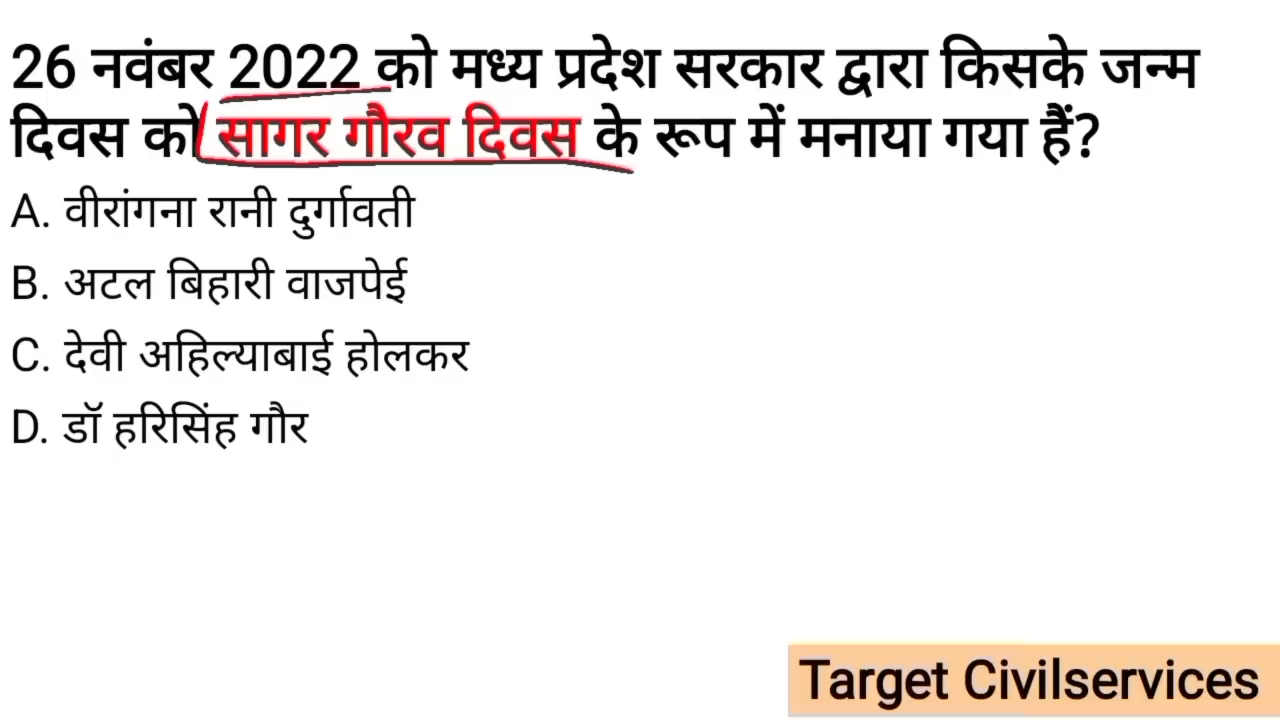 26 नवंबर 2022 को मध्य प्रदेश सरकार द्वारा किसके जन्म
दिवस को सागर गौरव दिवस के रूप में मनाया गया हैं?
A. वीरांगना रानी दुर्गावती
B. अटल बिहारी वाजपेई
C. देवी अहिल्याबाई होलकर
D. डॉ हरिसिंह गौर
Target Civilservices